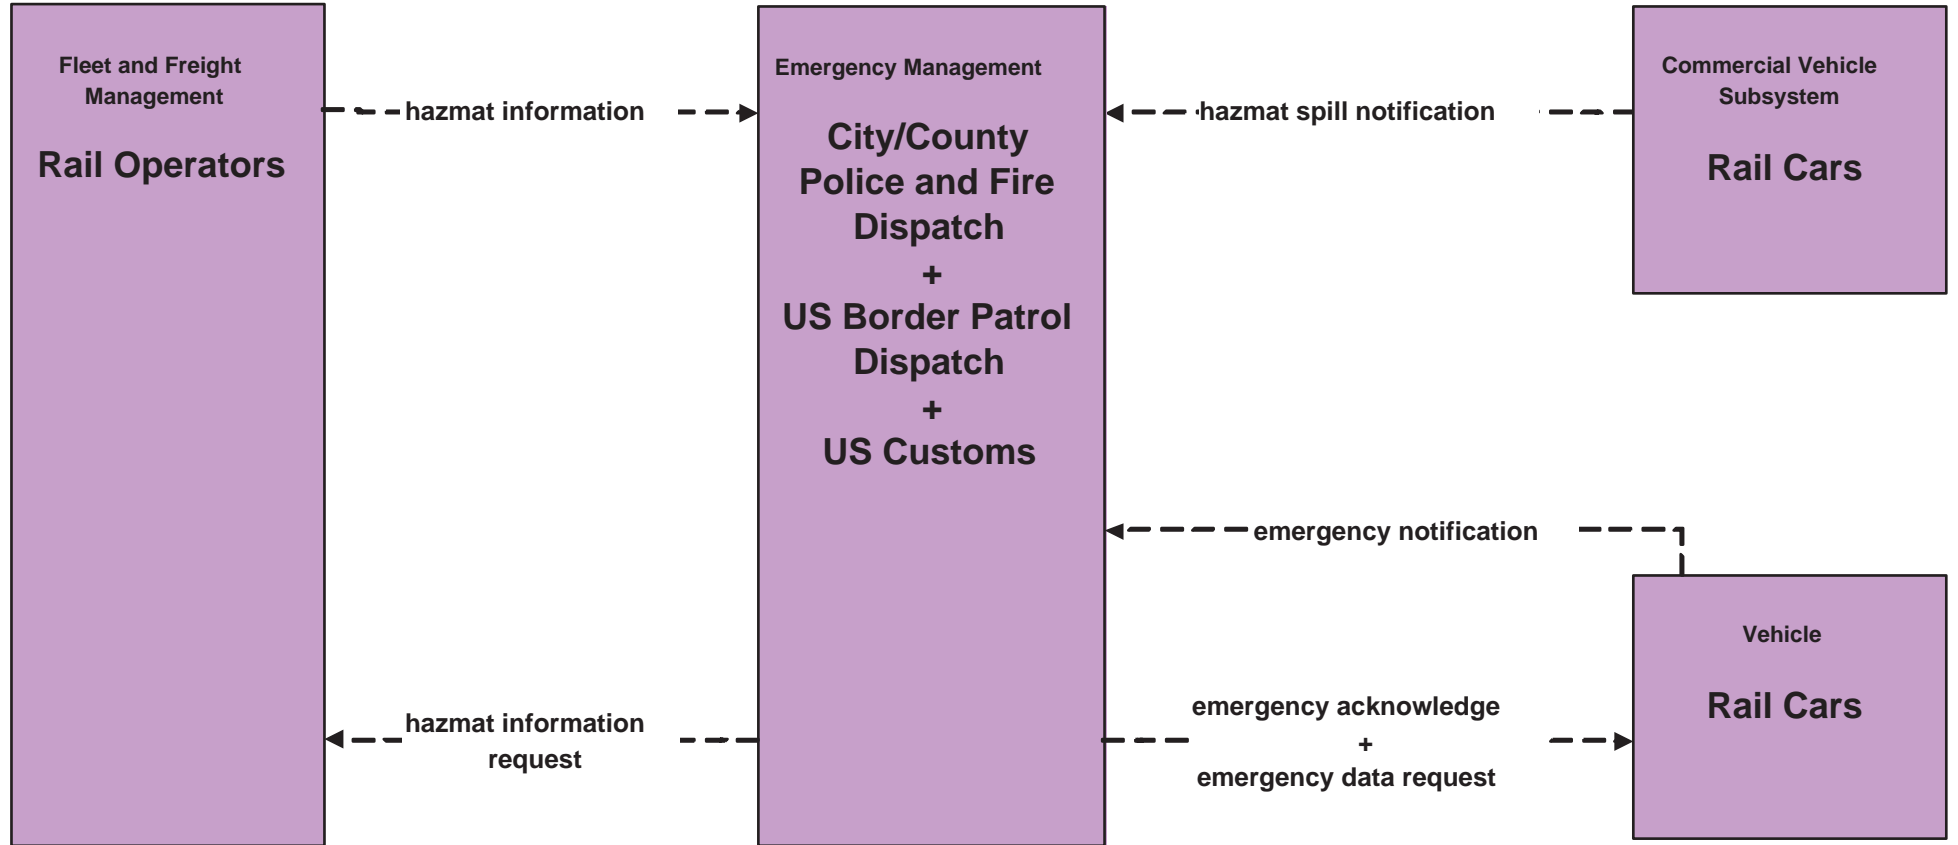 Fleet and Freight
Management
Rail Operators
hazmat information
hazmat information
request
Emergency Management
City/County
Police and Fire
Dispatch
+
US Border Patrol
Dispatch
+
US Customs
hazmat spill notification
emergency notification
emergency acknowledge
+
emergency data request
Commercial Vehicle
Subsystem
Rail Cars
Vehicle
Rail Cars